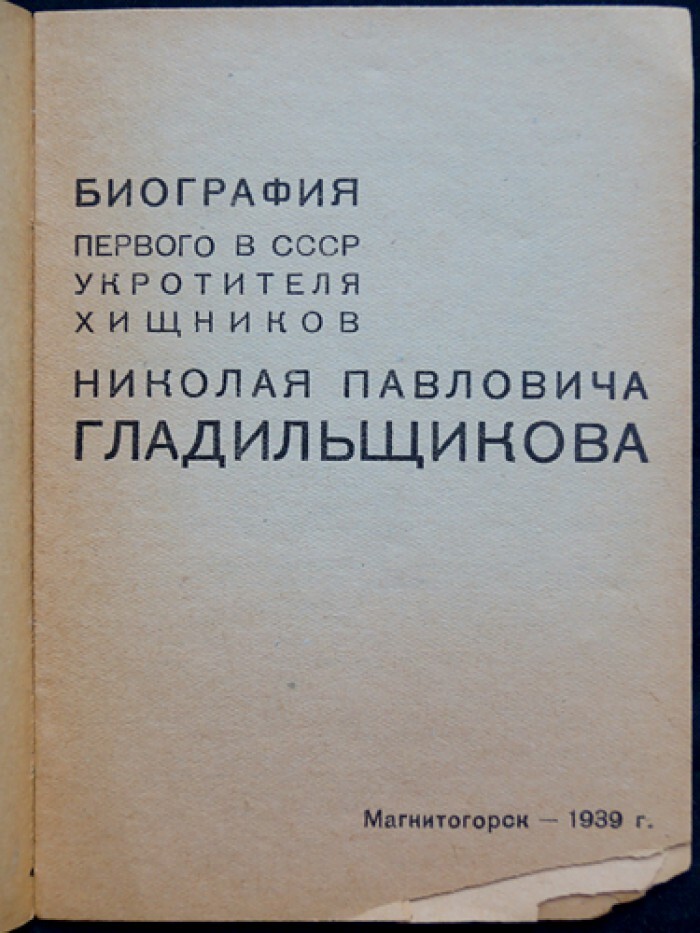 БИОГРАФИЯ
ПЕРВОГО В СССР
УКРОТИТЕЛЯ
ХИЩНИКОВ
НИКОЛАЯ ПАВЛОВИЧА
ГЛАДИЛЬЩИКОВА
Магнитогорск — 1939 г.